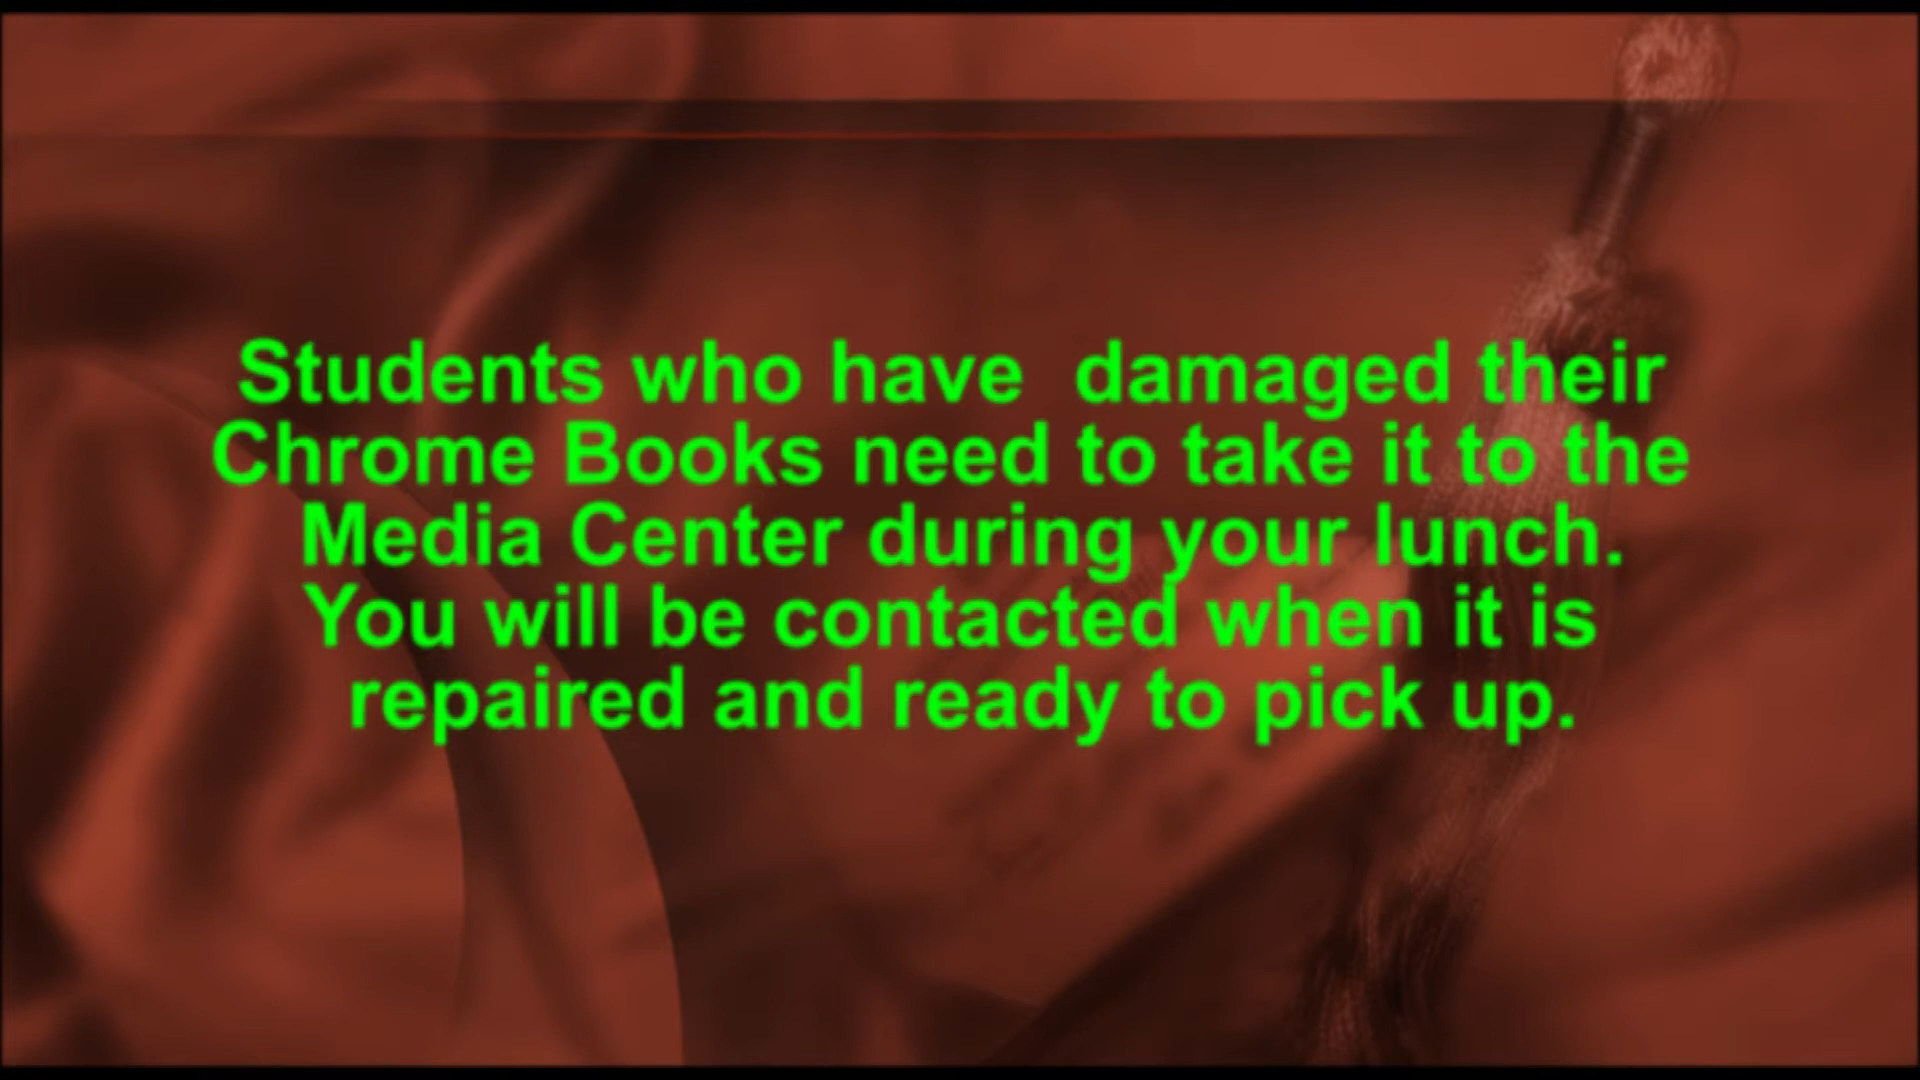 Students who have  damaged their
Chrome Books need to take it to the
Media Center during your lunch.
You will be contacted when it is
repaired and ready to pick up.